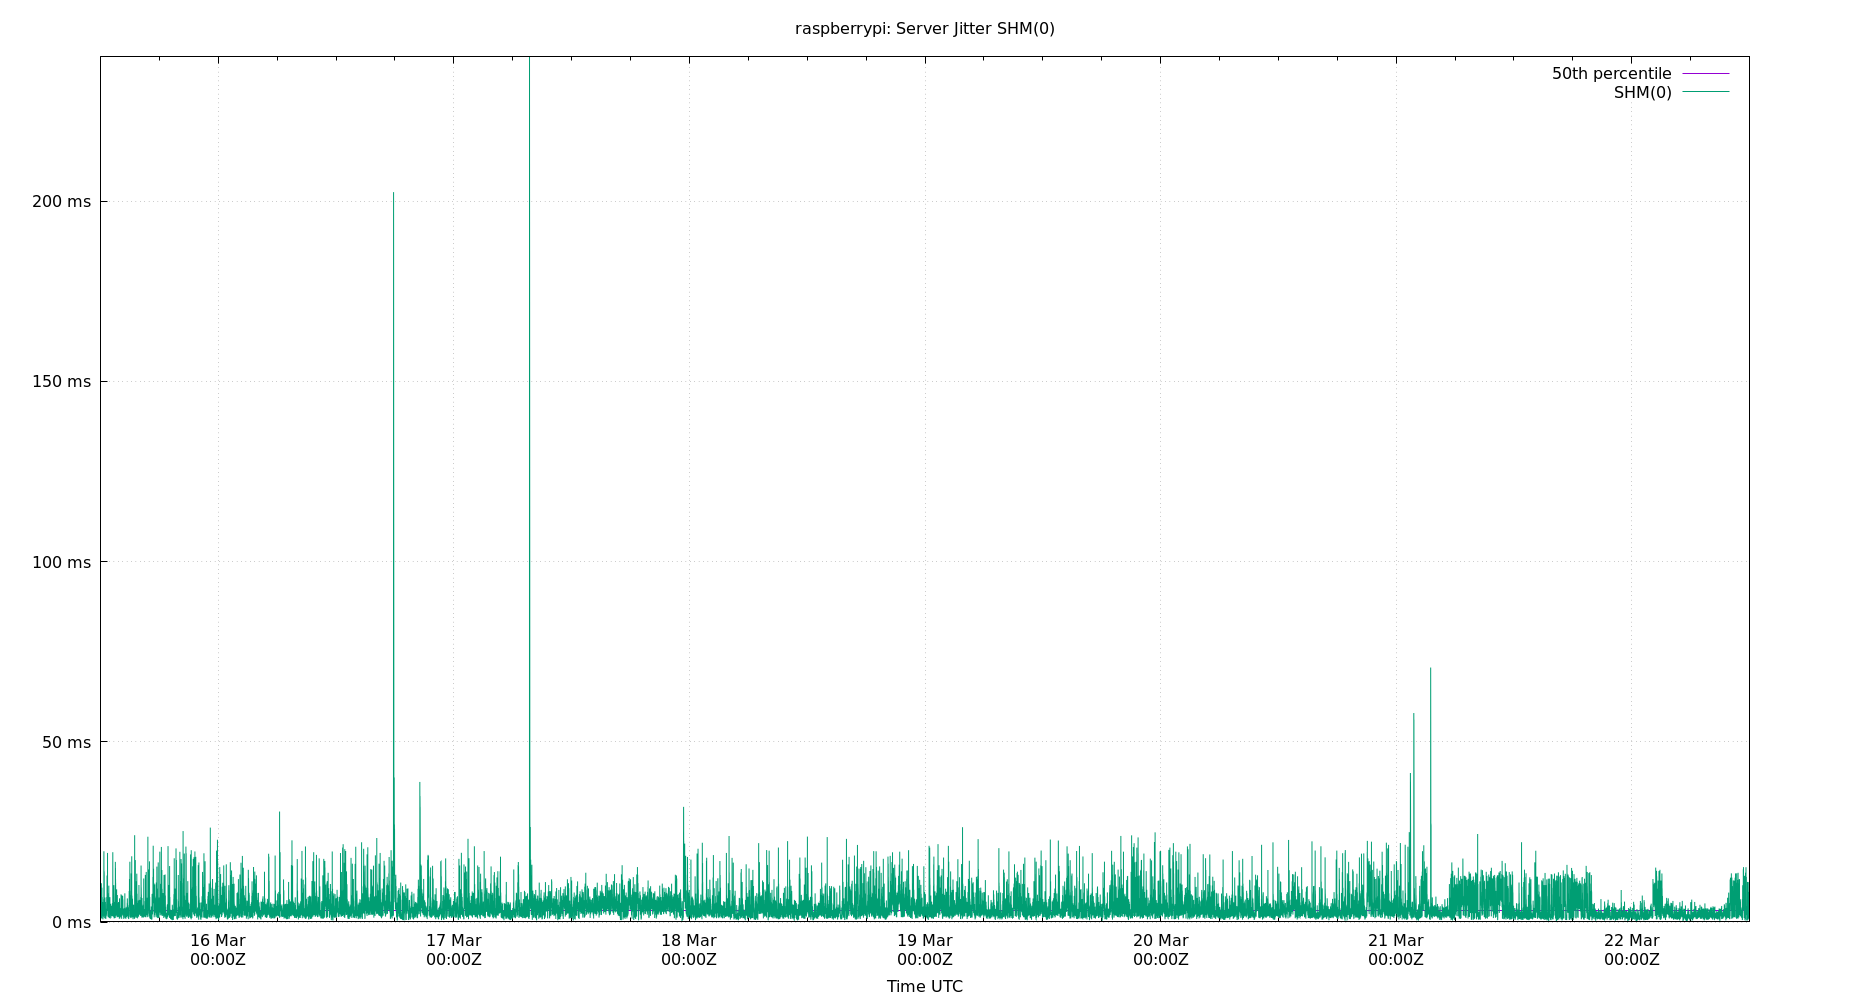 raspberrypi: Server Jitter SHM(0)
50th percentile
SHM(0)
200 ms
150 ms
100 ms
50 ms
0 ms
16 Mar 17 Mar 18 Mar 19 Mar 20 Mar 21 Mar 22 Mar
00:00Z 00:00Z 00:00Z 00:00Z 00:00Z 00:00Z 00:00Z
Time UTC